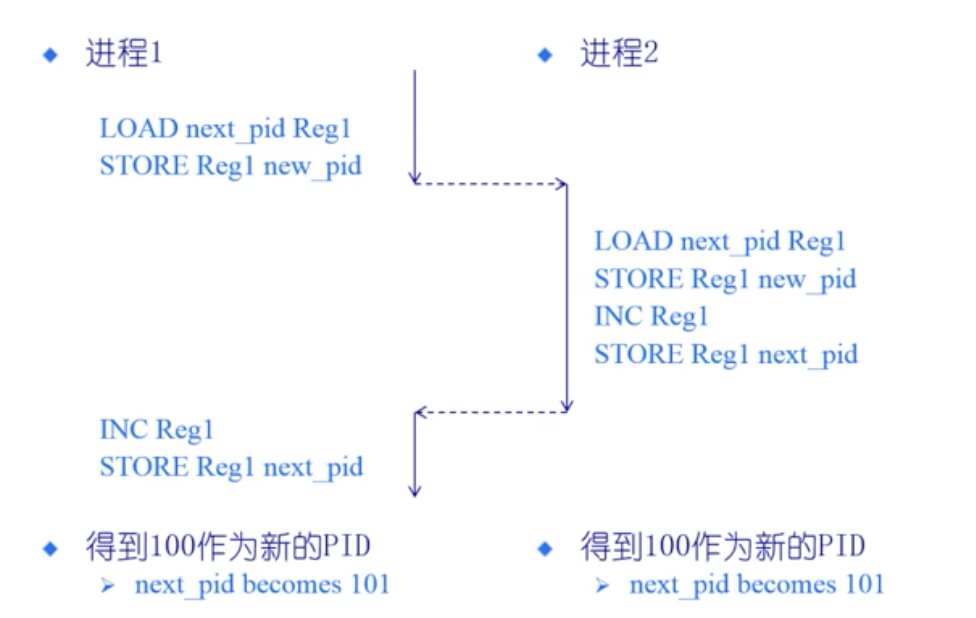 进程1
进程2
LOAD next_pid Reg1
STORE Reg1 new_pid
LOAD next_pid Reg1
STORE Reg1 new_pid
INC Reg1
STORE Reg1 next_pid
INC Reg1
STORE Reg1 next_pid
得到100作为新的PID
next_pid becomes 101
得到100作为新的PID
next_pid becomes 101